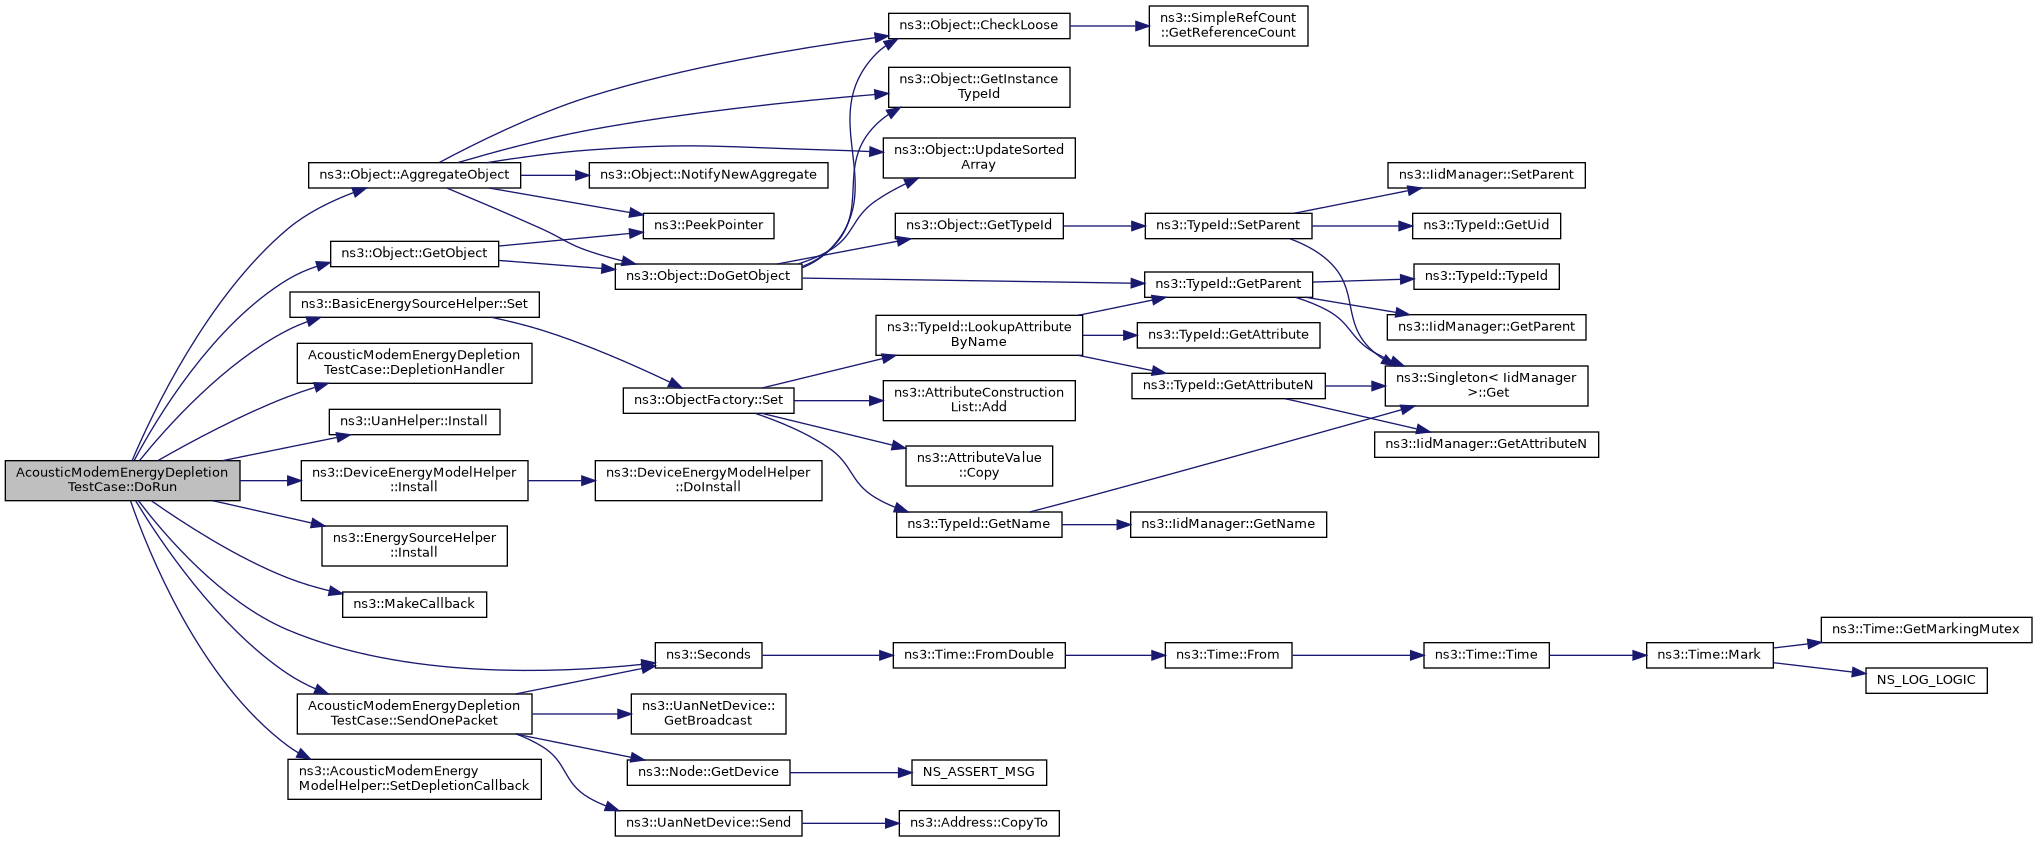 AcousticModemEnergyDepletion
TestCase::DoRun
ns3::Object::AggregateObject
ns3::Object::GetObject
ns3::BasicEnergySourceHelper::Set
AcousticModemEnergyDepletion
TestCase::DepletionHandler
ns3::UanHelper::Install
ns3::DeviceEnergyModelHelper
::Install
ns3::EnergySourceHelper
::Install
ns3::MakeCallback
AcousticModemEnergyDepletion
TestCase::SendOnePacket
ns3::AcousticModemEnergy
ModelHelper::SetDepletionCallback
ns3::Object::NotifyNewAggregate
ns3::PeekPointer
ns3::Object::DoGetObject
ns3::ObjectFactory::Set
ns3::DeviceEnergyModelHelper
::DoInstall
ns3::Seconds
ns3::UanNetDevice::
GetBroadcast
ns3::Node::GetDevice
ns3::UanNetDevice::Send
ns3::Object::CheckLoose
ns3::Object::GetInstance
TypeId
ns3::Object::UpdateSorted
Array
ns3::Object::GetTypeId
ns3::TypeId::LookupAttribute
ByName
ns3::AttributeConstruction
List::Add
ns3::AttributeValue
::Copy
ns3::TypeId::GetName
ns3::Time::FromDouble
NS_ASSERT_MSG
ns3::Address::CopyTo
ns3::SimpleRefCount
::GetReferenceCount
ns3::TypeId::SetParent
ns3::TypeId::GetParent
ns3::TypeId::GetAttribute
ns3::TypeId::GetAttributeN
ns3::IidManager::GetName
ns3::Time::From
ns3::IidManager::SetParent
ns3::TypeId::GetUid
ns3::TypeId::TypeId
ns3::IidManager::GetParent
ns3::Singleton< IidManager
>::Get
ns3::IidManager::GetAttributeN
ns3::Time::Time
ns3::Time::Mark
ns3::Time::GetMarkingMutex
NS_LOG_LOGIC